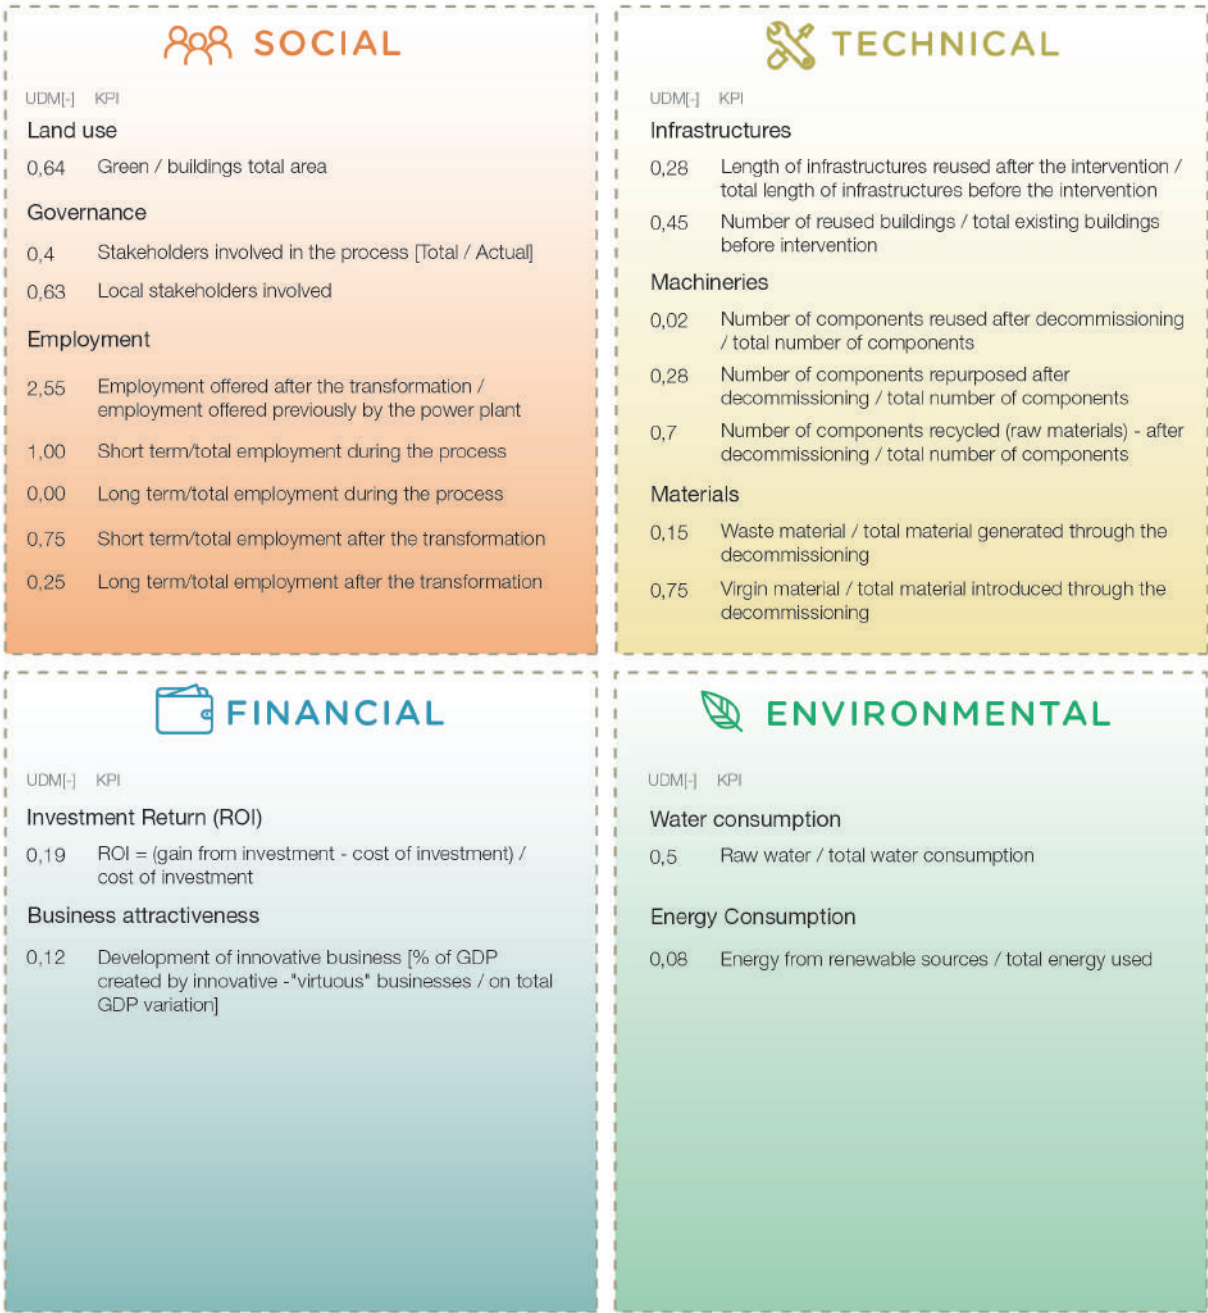 SOCIAL
UDM[-] KPI
Land use
0,64 Green / buildings total area
Governance
0,4 Stakeholders involved in the process [Total / Actual]
0,63 Local stakeholders involved
Employment
2,55 Employment offered after the transformation /
employment offered previously by the power plant
1,00 Short term/total employment during the process
0,00 Long term/total employment during the process
0,75 Short term/total employment after the transformation
0,25 Long term/total employment after the transformation
TECHNICAL
UDM[-] KPI
Infrastructures
0,28 Length of infrastructures reused after the intervention /
total length of infrastructures before the intervention
0,45 Number of reused buildings / total existing buildings
before intervention
Machineries
0,02 Number of components reused after decommissioning
/ total number of components
0,28 Number of components repurposed after
decommissioning / total number of components
0,7 Number of components recycled (raw materials) - after
decommissioning / total number of components
Materials
0,15 Waste material / total material generated through the
decommissioning
0,75 Virgin material / total material introduced through the
decommissioning
FINANCIAL
UDM[-] KPI
Investment Return (ROI)
0,19 ROI = (gain from investment - cost of investment) /
cost of investment
Business attractiveness
0,12 Development of innovative business [% of GDP
created by innovative -"virtuous" businesses / on total
GDP variation]
ENVIRONMENTAL
UDM[-] KPI
Water consumption
0,5 Raw water / total water consumption
Energy Consumption
0,08 Energy from renewable sources / total energy used